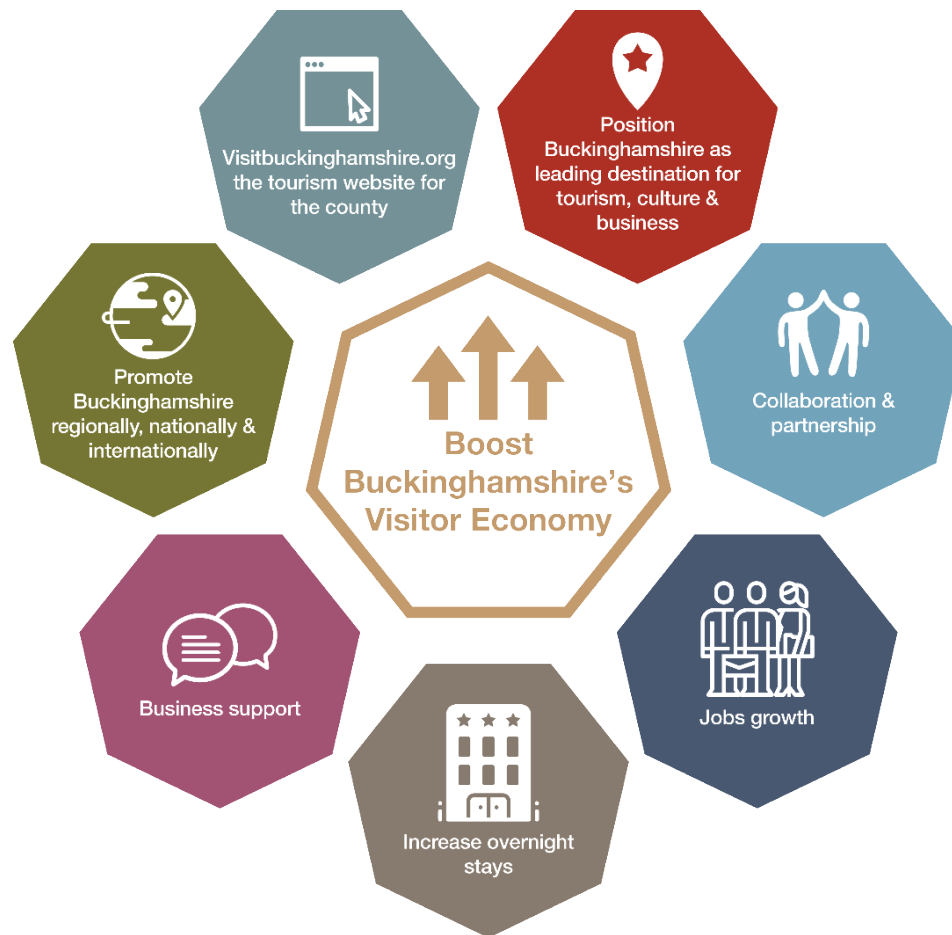 Visitbuckinghamshire.org
the tourism website for
the county
Position
Buckinghamshire as
leading destination for
tourism, culture &
business
Promote
Buckinghamshire
regionally, nationally &
internationally
Collaboration &
partnership
Boost
Buckinghamshire’s
Visitor Economy
Business support
Jobs growth
Increase overnight
stays